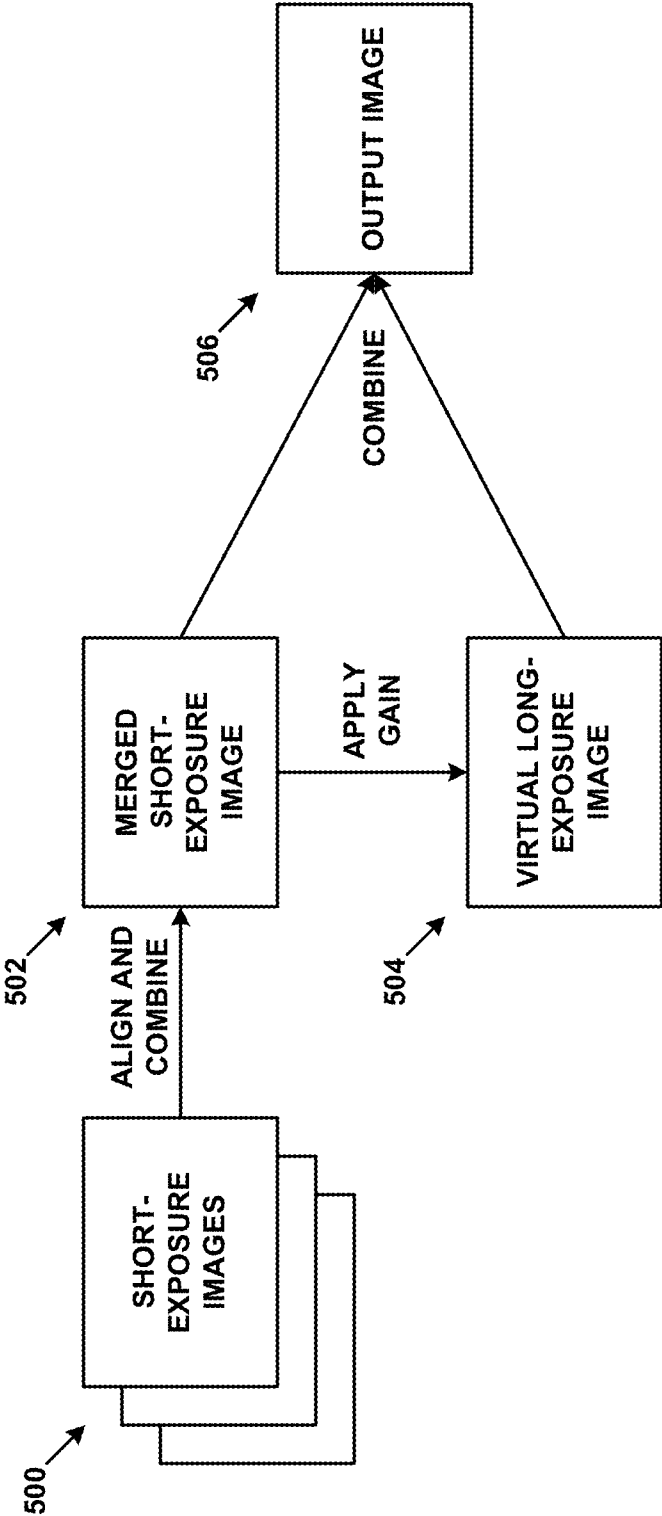 500
SHORT-
EXPOSURE
IMAGES
ALIGN AND
COMBINE
502
MERGED
SHORT-
EXPOSURE
IMAGE
APPLY
GAIN
504
VIRTUAL LONG-
EXPOSURE
IMAGE
COMBINE
506
OUTPUT IMAGE